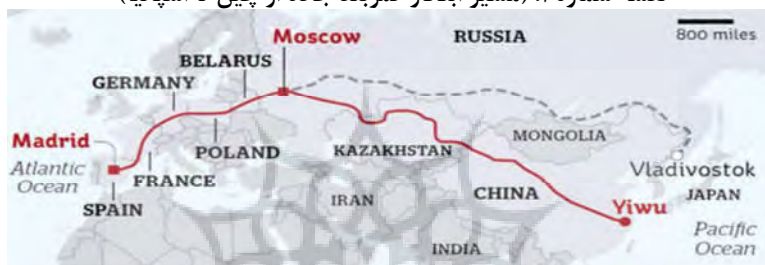 Moscow
RUSSIA
800 miles
BELARUS
GERMANY
Madrid
Atlantic
Ocean
POLAND
KAZAKHSTAN
MONGOLIA
Vladivostok
FRANCE
SPAIN
IRAN
CHINA
JAPAN
Yiwu
INDIA
Pacific
Ocean